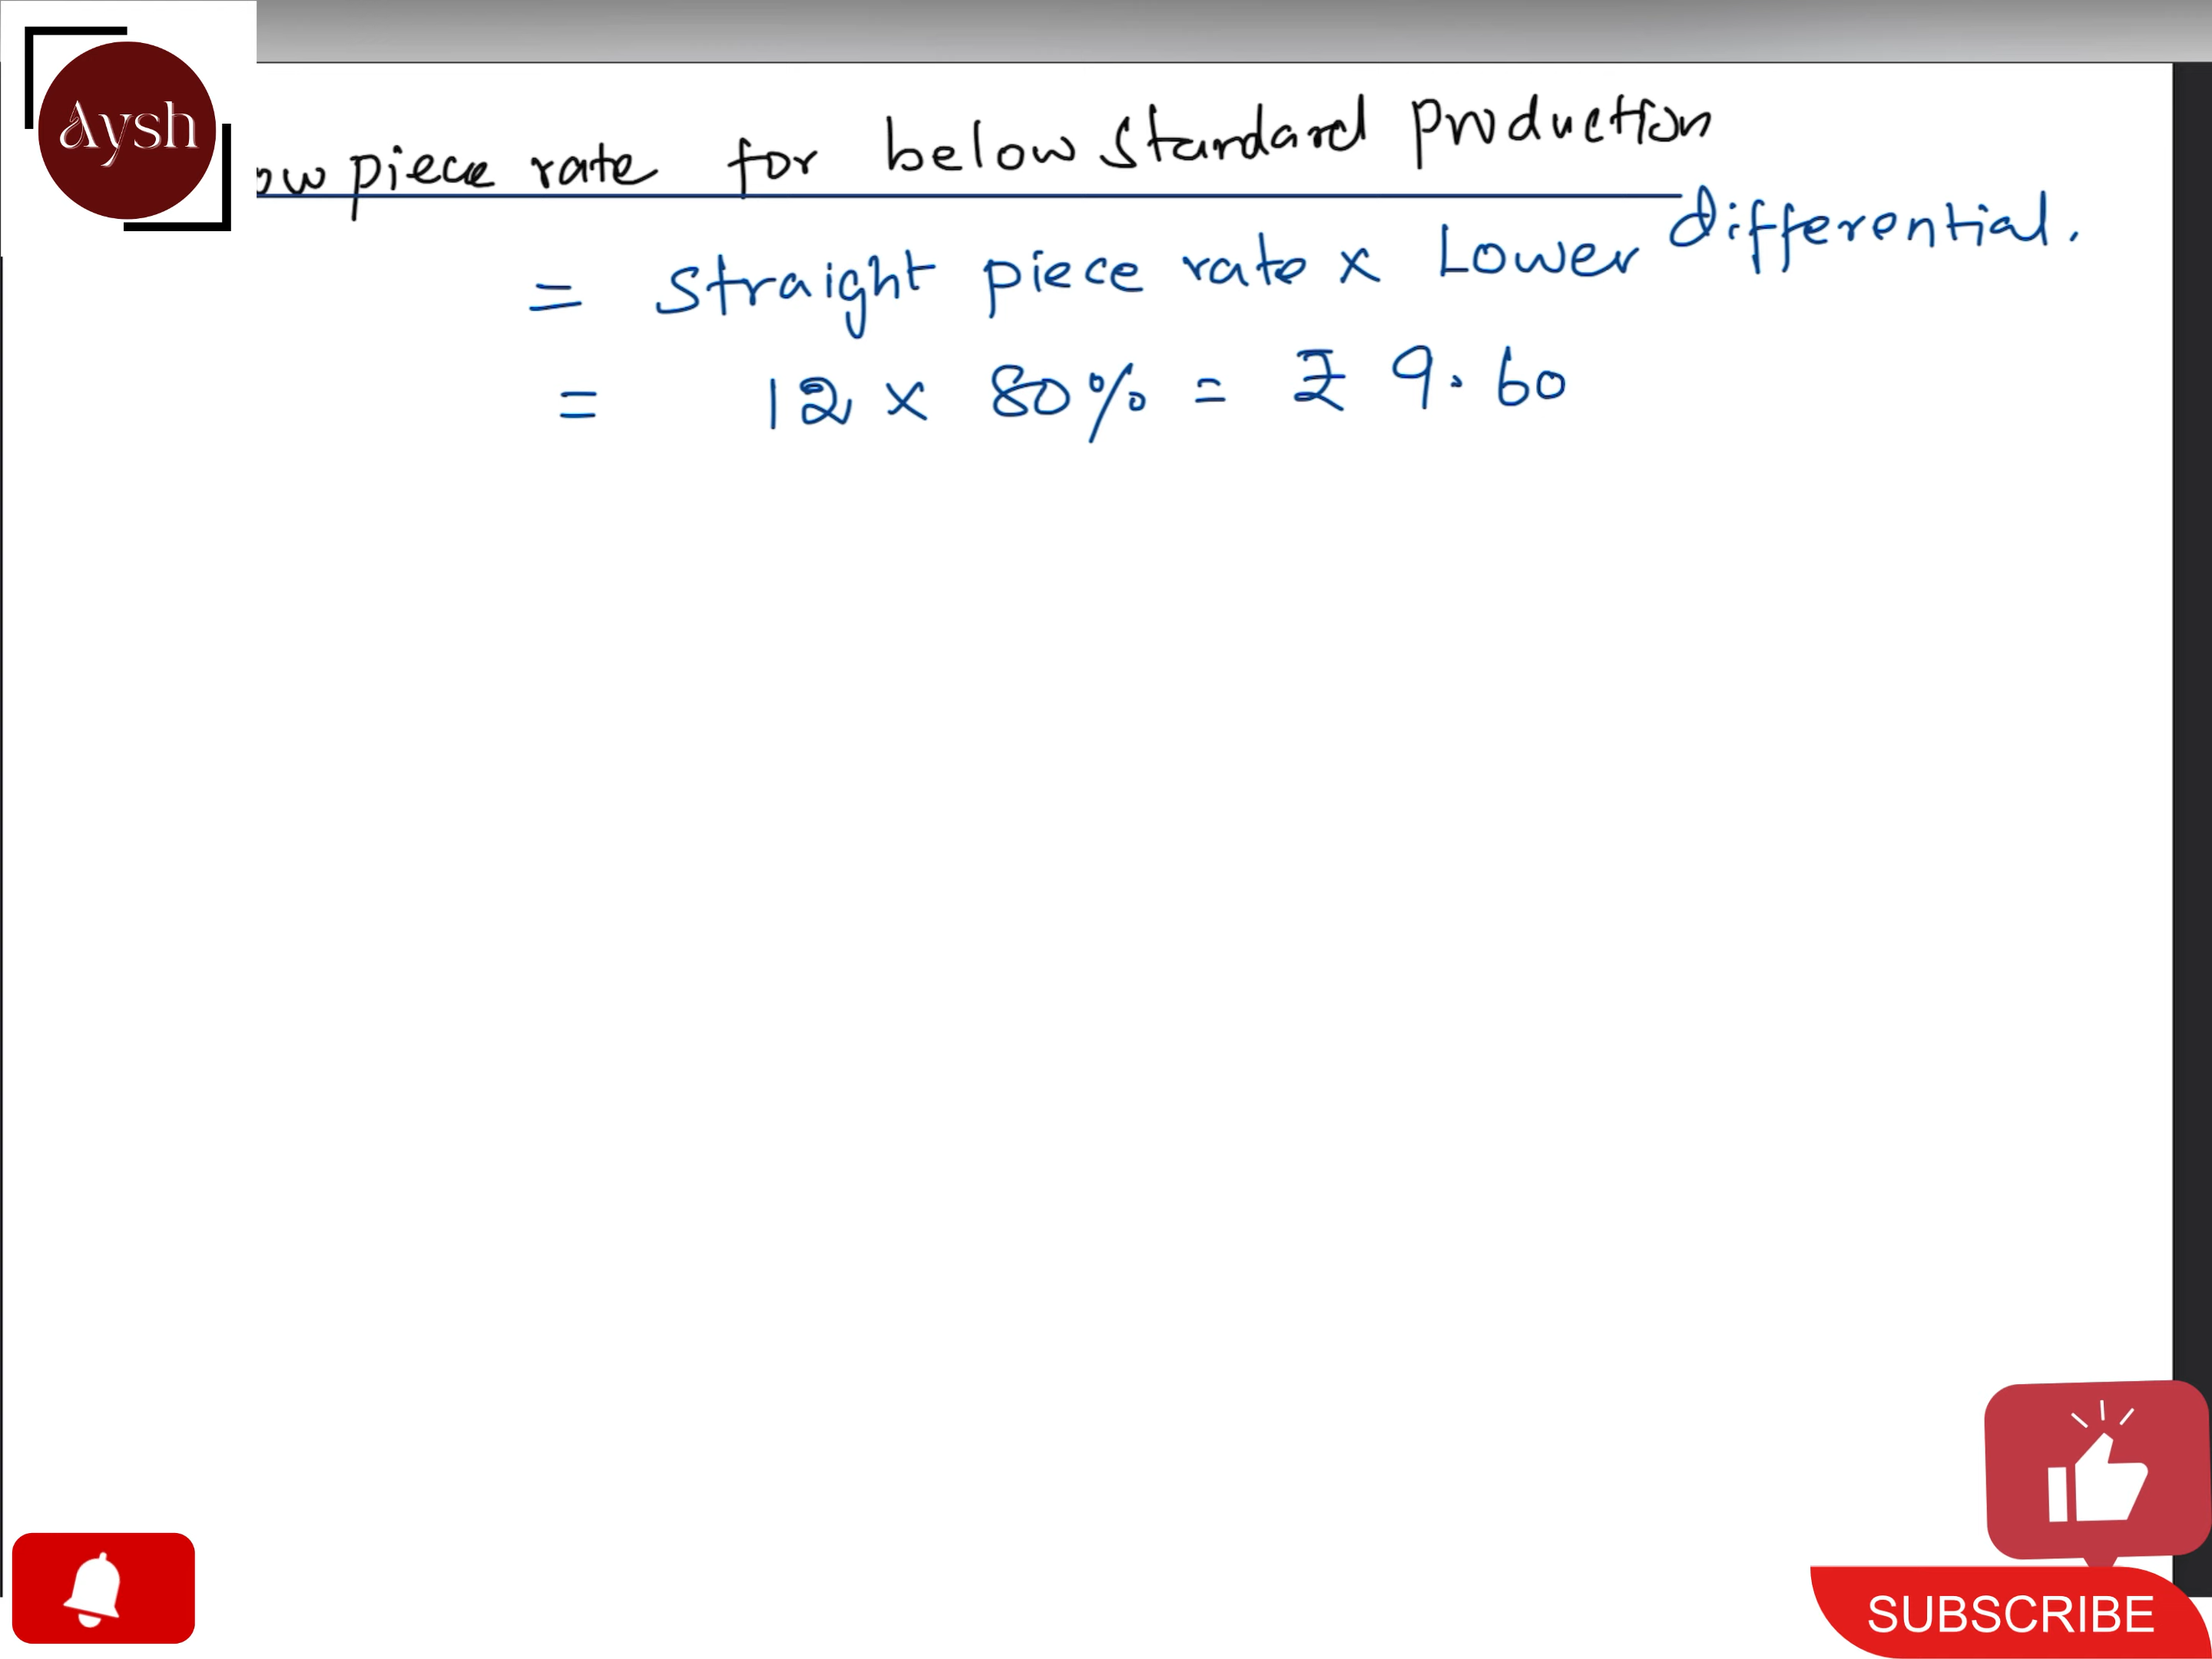 Aysh
ow piece rate for below standard production
= straight piece rate x Lower differential.
= 12 x 80% = ₹ 9.60
SUBSCRIBE